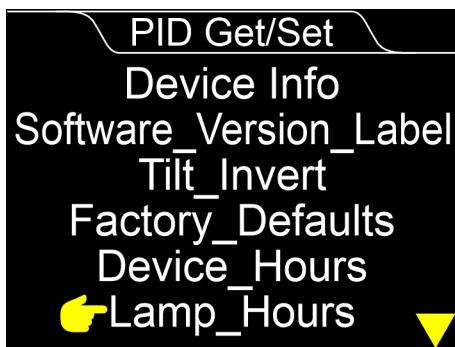 PID Get/Set
Device Info
Software_Version_Label
Tilt_Invert
Factory_Defaults
Device_Hours
Lamp_Hours